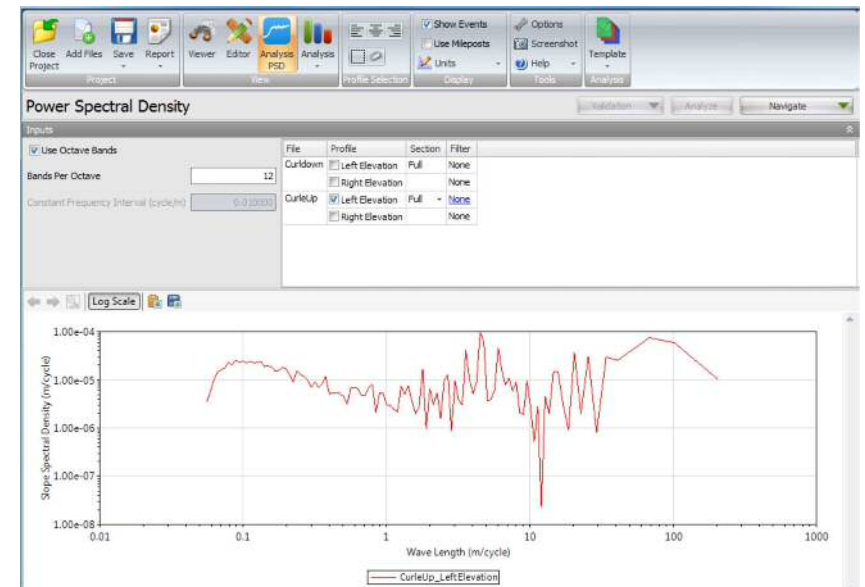 Close Project
Add Files
Save
Report
Viewer
Editor
Analysis PSD
Analysis
Show Events
Use Mileposts
Units
Options
Screenshot
Help
Template
Project
View
Profile Selection
Display
Tools
Analysis
Power Spectral Density
Validation
Analyze
Navigate
Inputs
Use Octave Bands
Bands Per Octave 12
Constant Frequency Interval (cycle/m) 0.010000
File Profile Section Filter
Curldown Left Elevation Full None
Right Elevation None
CurleUp Left Elevation Full None
Right Elevation None
Log Scale
Slope Spectral Density (m/cycle)
1.00e-04
1.00e-05
1.00e-06
1.00e-07
1.00e-08
0.01 0.1 1 10 100 1000
Wave Length (m/cycle)
CurleUp_LeftElevation